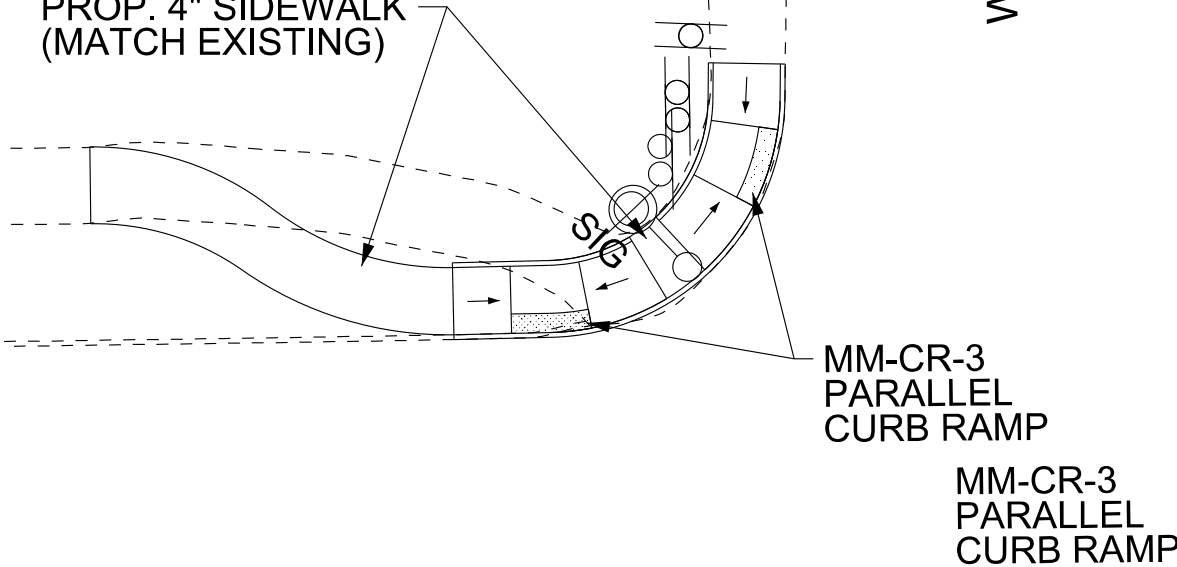 PROP. 4" SIDEWALK
(MATCH EXISTING)
W
SIG
MM-CR-3
PARALLEL
CURB RAMP
MM-CR-3
PARALLEL
CURB RAMP